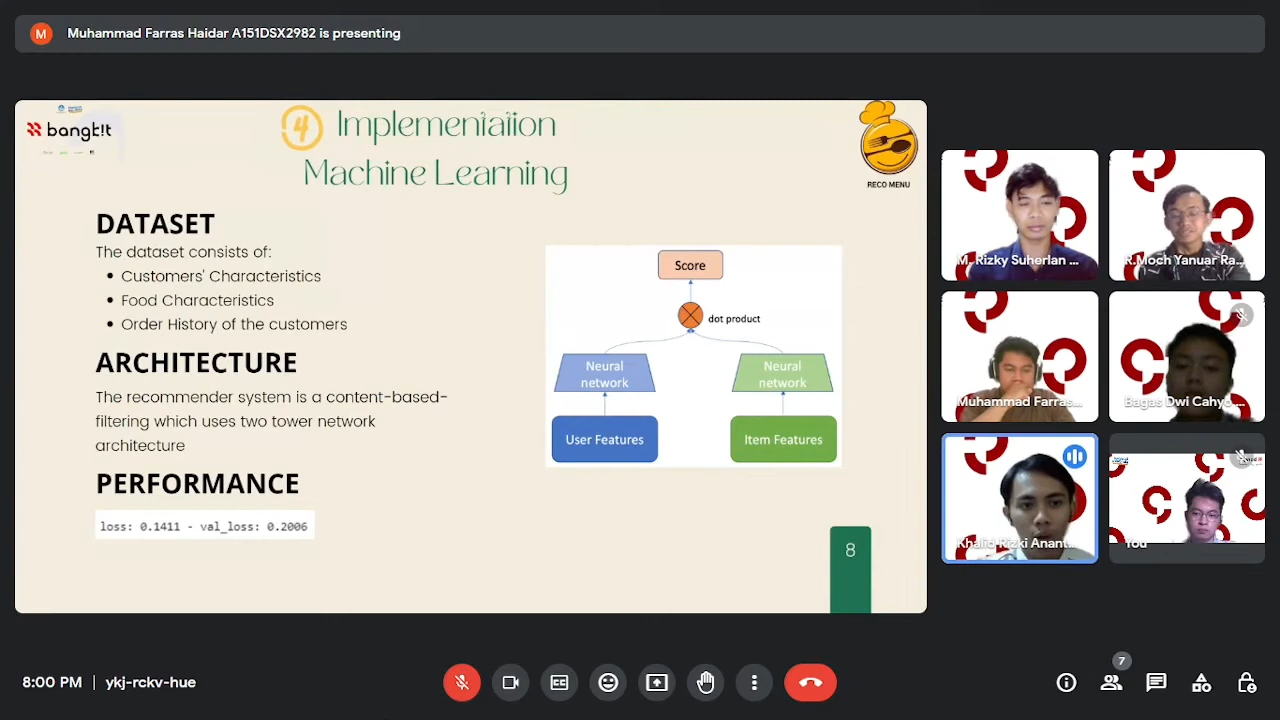 M
Muhammad Farras Haidar A151DSX2982 is presenting
bangk!t
4 Implementation
Machine Learning
RECO MENU
DATASET
The dataset consists of:
• Customers' Characteristics
• Food Characteristics
• Order History of the customers
ARCHITECTURE
The recommender system is a content-based-
filtering which uses two tower network
architecture
PERFORMANCE
loss: 0.1411 - val_loss: 0.2006
Score
dot product
Neural
network
Neural
network
User Features
Item Features
8
M. Rizky Suherlan ...
R.Moch Yanuar Ra...
Muhammad Farras...
Bagas Dwi Cahyo ...
Khalid Rizki Anant...
You
8:00 PM | ykj-rckv-hue
7